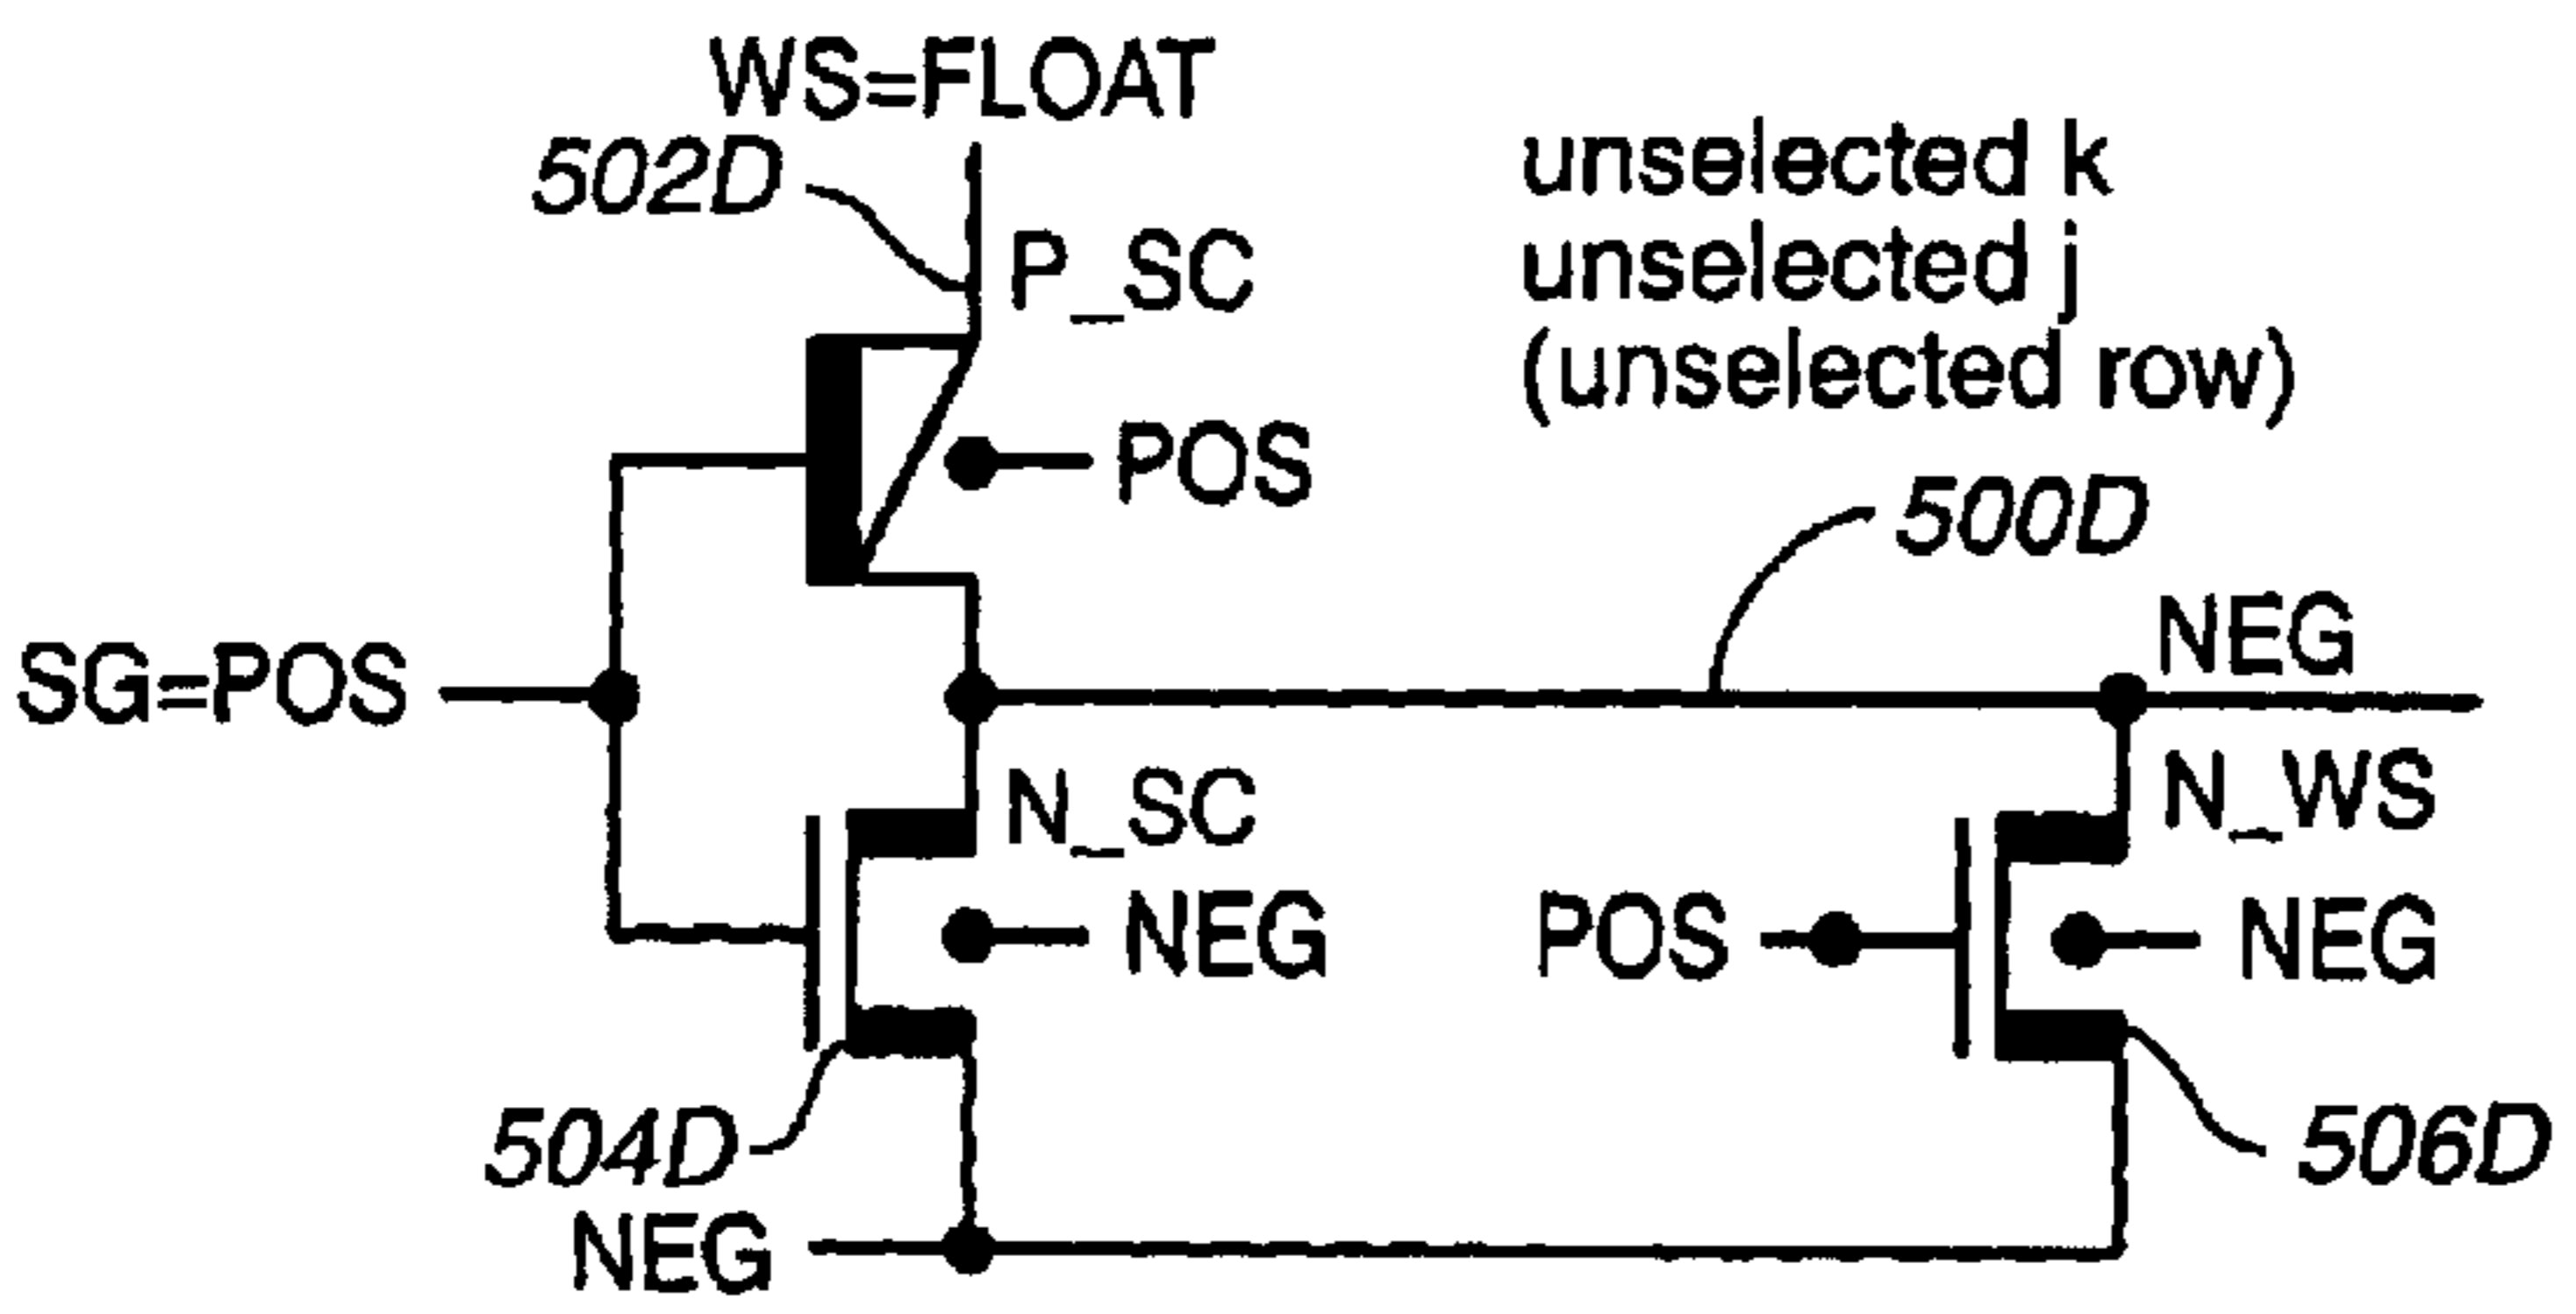 WS=FLOAT
502D
P_SC
unselected k
unselected j
(unselected row)
POS
500D
SG=POS
NEG
N_SC
N_WS
NEG
POS
NEG
504D
506D
NEG